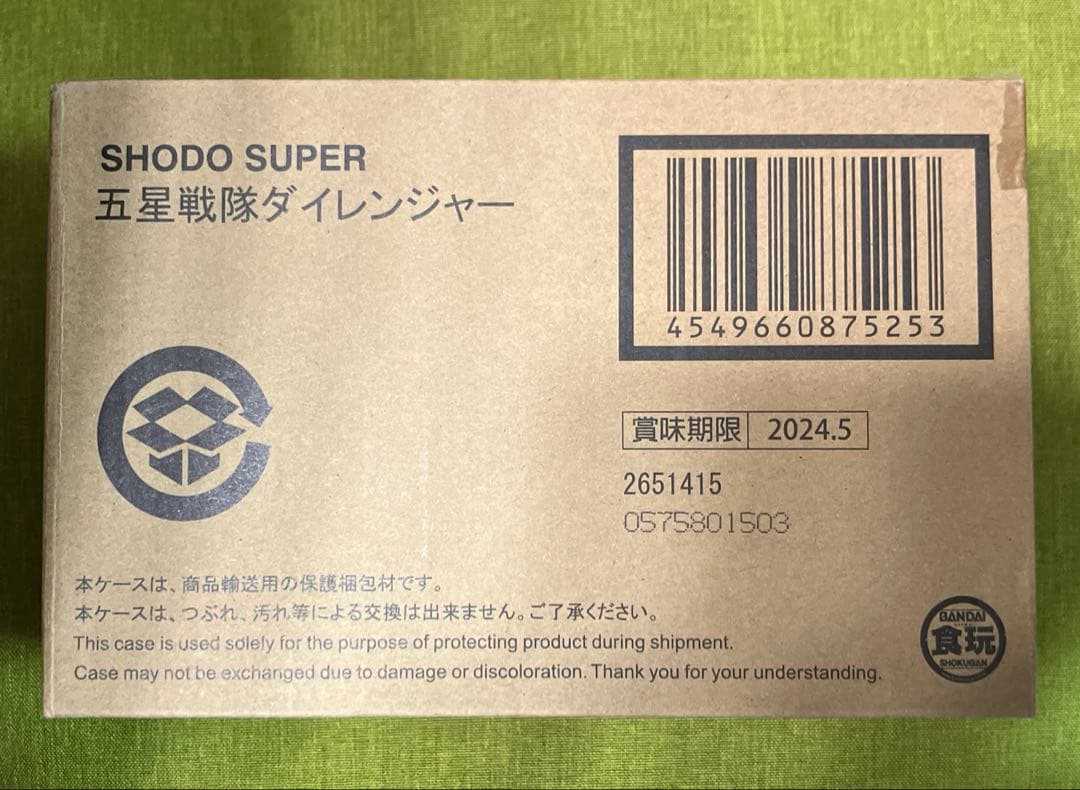 SHODO SUPER
五星戦隊ダイレンジャー
4549660875253
賞味期限 2024.5
2651415
0575801503
本ケースは、商品輸送用の保護梱包材です。
本ケースは、つぶれ、汚れ等による交換は出来ません。ご了承ください。
This case is used solely for the purpose of protecting product during shipment.
Case may not be exchanged due to damage or discoloration. Thank you for your understanding.
BANDAI
食玩
SHOKUGAN